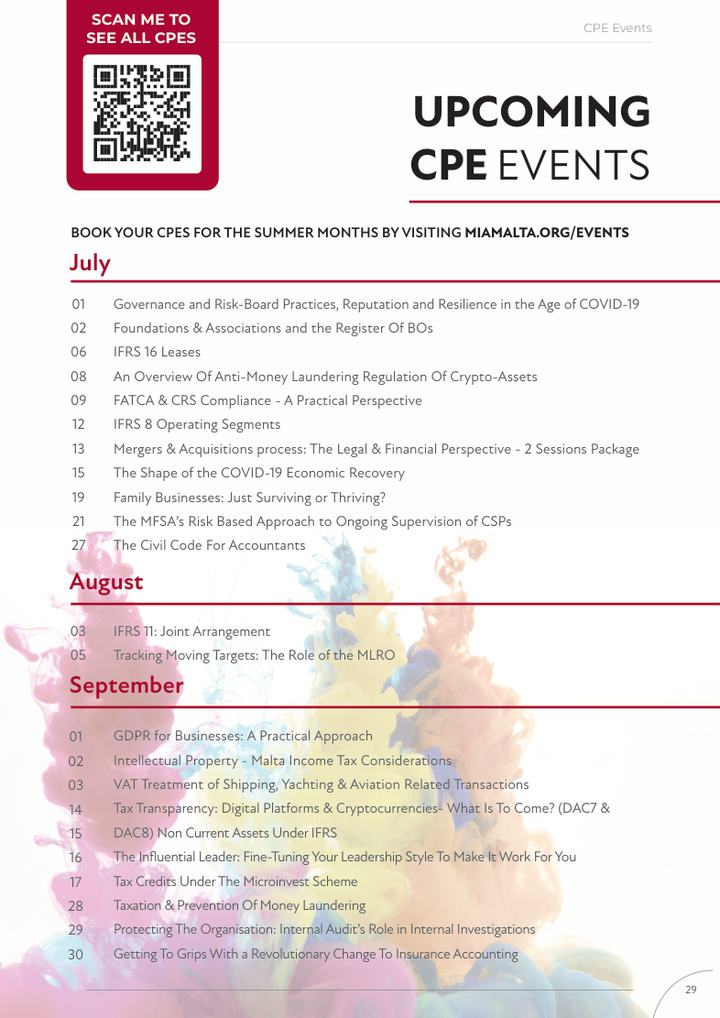 SCAN ME TO
SEE ALL CPES
CPE Events
UPCOMING
CPE EVENTS
BOOK YOUR CPES FOR THE SUMMER MONTHS BY VISITING MIAMALTA.ORG/EVENTS
July
01 Governance and Risk-Board Practices, Reputation and Resilience in the Age of COVID-19
02 Foundations & Associations and the Register Of BOs
06 IFRS 16 Leases
08 An Overview Of Anti-Money Laundering Regulation Of Crypto-Assets
09 FATCA & CRS Compliance - A Practical Perspective
12 IFRS 8 Operating Segments
13 Mergers & Acquisitions process: The Legal & Financial Perspective - 2 Sessions Package
15 The Shape of the COVID-19 Economic Recovery
19 Family Businesses: Just Surviving or Thriving?
21 The MFSA's Risk Based Approach to Ongoing Supervision of CSPs
27 The Civil Code For Accountants
August
03 IFRS 11: Joint Arrangement
05 Tracking Moving Targets: The Role of the MLRO
September
01 GDPR for Businesses: A Practical Approach
02 Intellectual Property - Malta Income Tax Considerations
03 VAT Treatment of Shipping, Yachting & Aviation Related Transactions
14 Tax Transparency: Digital Platforms & Cryptocurrencies- What Is To Come? (DAC7 &
15 DAC8) Non Current Assets Under IFRS
16 The Influential Leader: Fine-Tuning Your Leadership Style To Make It Work For You
17 Tax Credits Under The Microinvest Scheme
28 Taxation & Prevention Of Money Laundering
29 Protecting The Organisation: Internal Audit's Role in Internal Investigations
30 Getting To Grips With a Revolutionary Change To Insurance Accounting
29